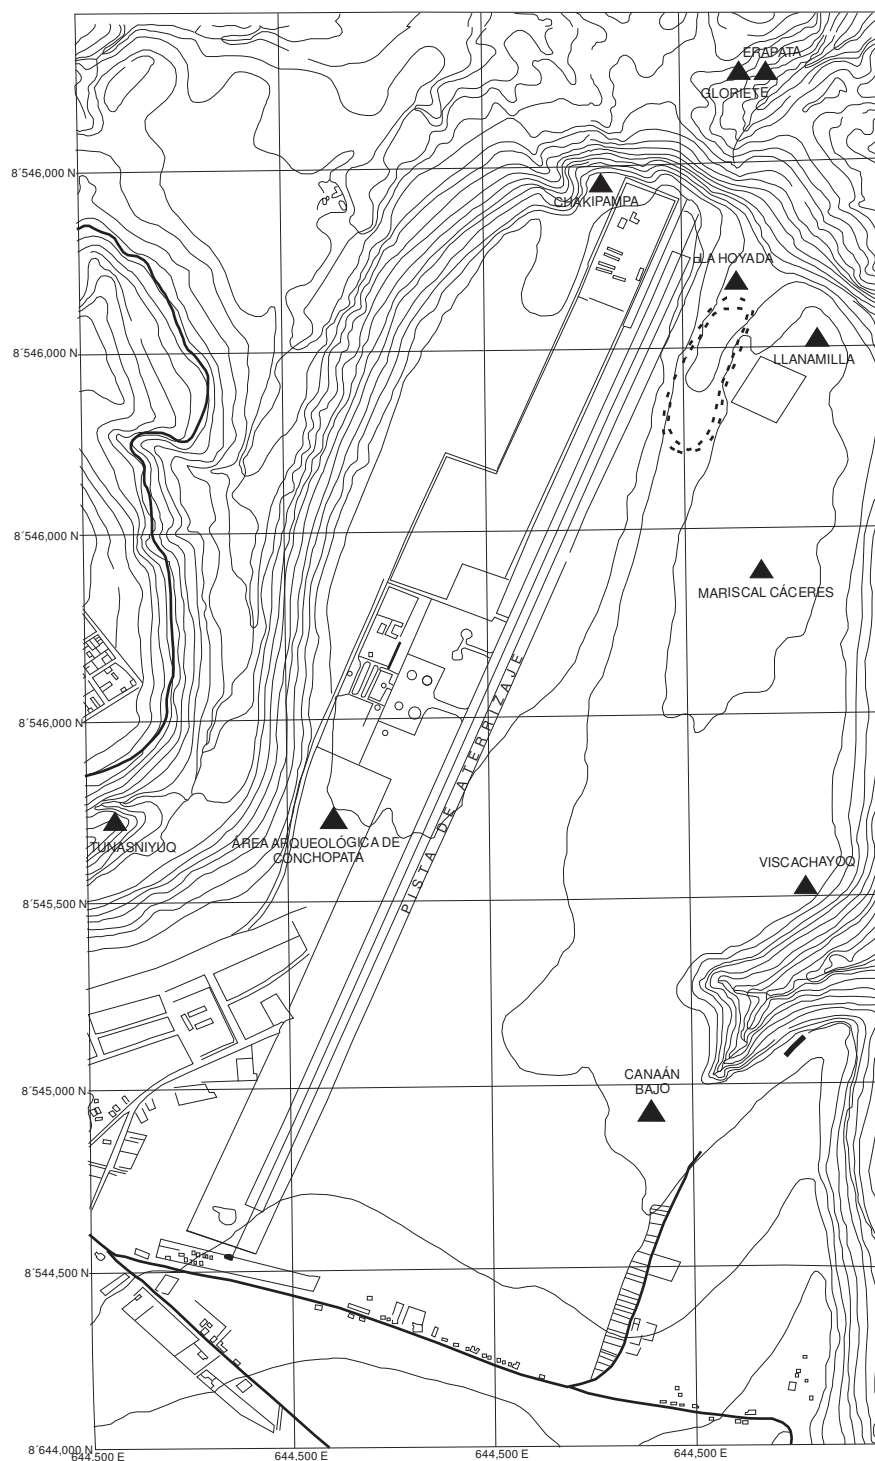 ERAPATA
GLORIETE
8´546,000 N
CHAKIPAMPA
LA HOYADA
8´546,000 N
LLANAMILLA
8´546,000 N
MARISCAL CÁCERES
8´546,000 N
PISTA DE ATERRIZAJE
TUNASNIYUQ
ÁREA ARQUEOLÓGICA DE
CONCHOPATA
VISCACHAYOQ
8´545,500 N
CANAÁN
BAJO
8´545,000 N
8´544,500 N
8´644,000 N
644,500 E
644,500 E
644,500 E
644,500 E